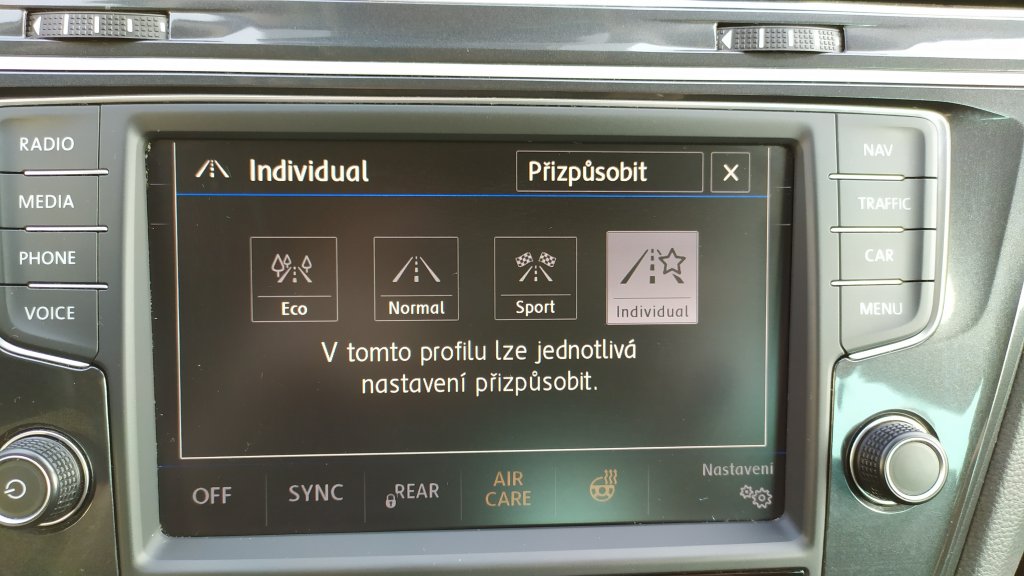 RADIO
MEDIA
PHONE
VOICE
Individual
Přizpůsobit
X
Eco
Normal
Sport
Individual
V tomto profilu lze jednotlivá
nastavení přizpůsobit.
OFF
SYNC
REAR
AIR
CARE
Nastavení
NAV
TRAFFIC
CAR
MENU